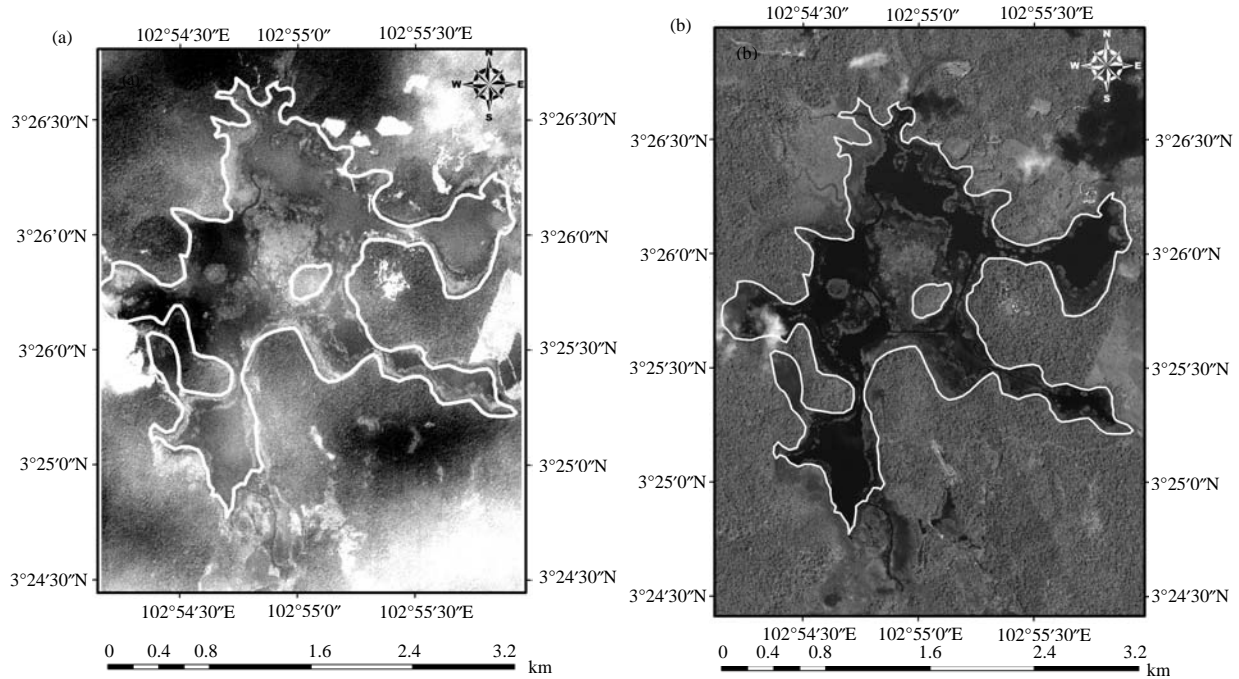 (a)
102°54′30″E 102°55′00″ 102°55′30″E
N
W E
S
3°26′30″N
3°26′0″N
3°26′0″N
3°25′0″N
3°24′30″N
3°26′30″N
3°26′0″N
3°25′30″N
3°25′0″N
3°24′30″N
102°54′30″E 102°55′00″ 102°55′30″E
0 0.4 0.8 1.6 2.4 3.2
km
(b)
102°54′30″ 102°55′0″ 102°55′30″E
(b)
N
W E
S
3°26′30″N
3°26′0″N
3°25′30″N
3°25′0″N
3°24′30″N
3°26′30″N
3°26′0″N
3°25′30″N
3°25′0″N
3°24′30″N
102°54′30″E 102°55′0″E 102°55′30″E
0 0.4 0.8 1.6 2.4 3.2
km